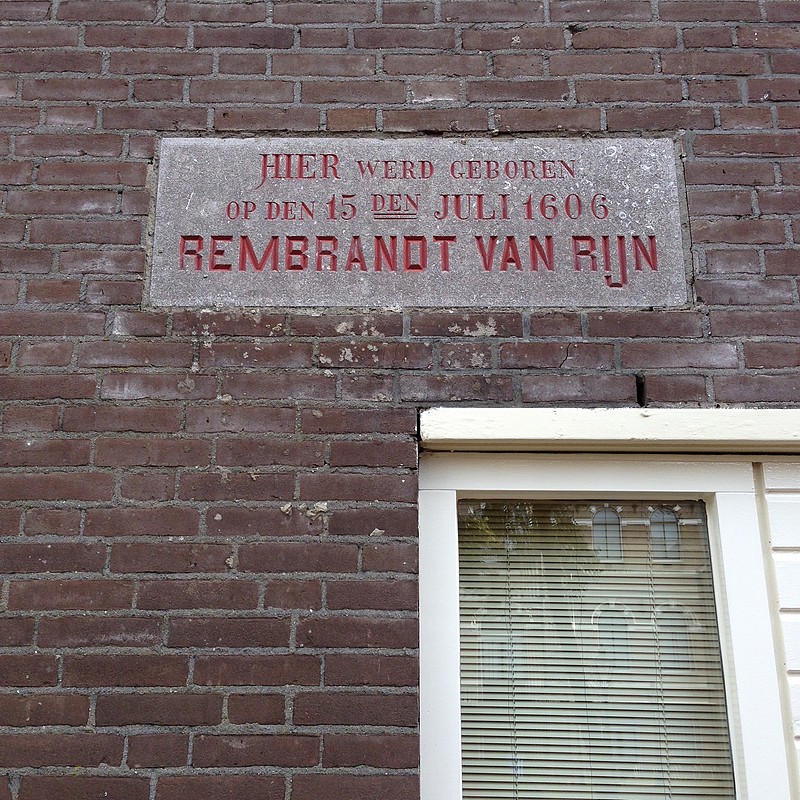 HIER WERD GEBOREN
OP DEN 15 DEN JULI 1606
REMBRANDT VAN RIJN